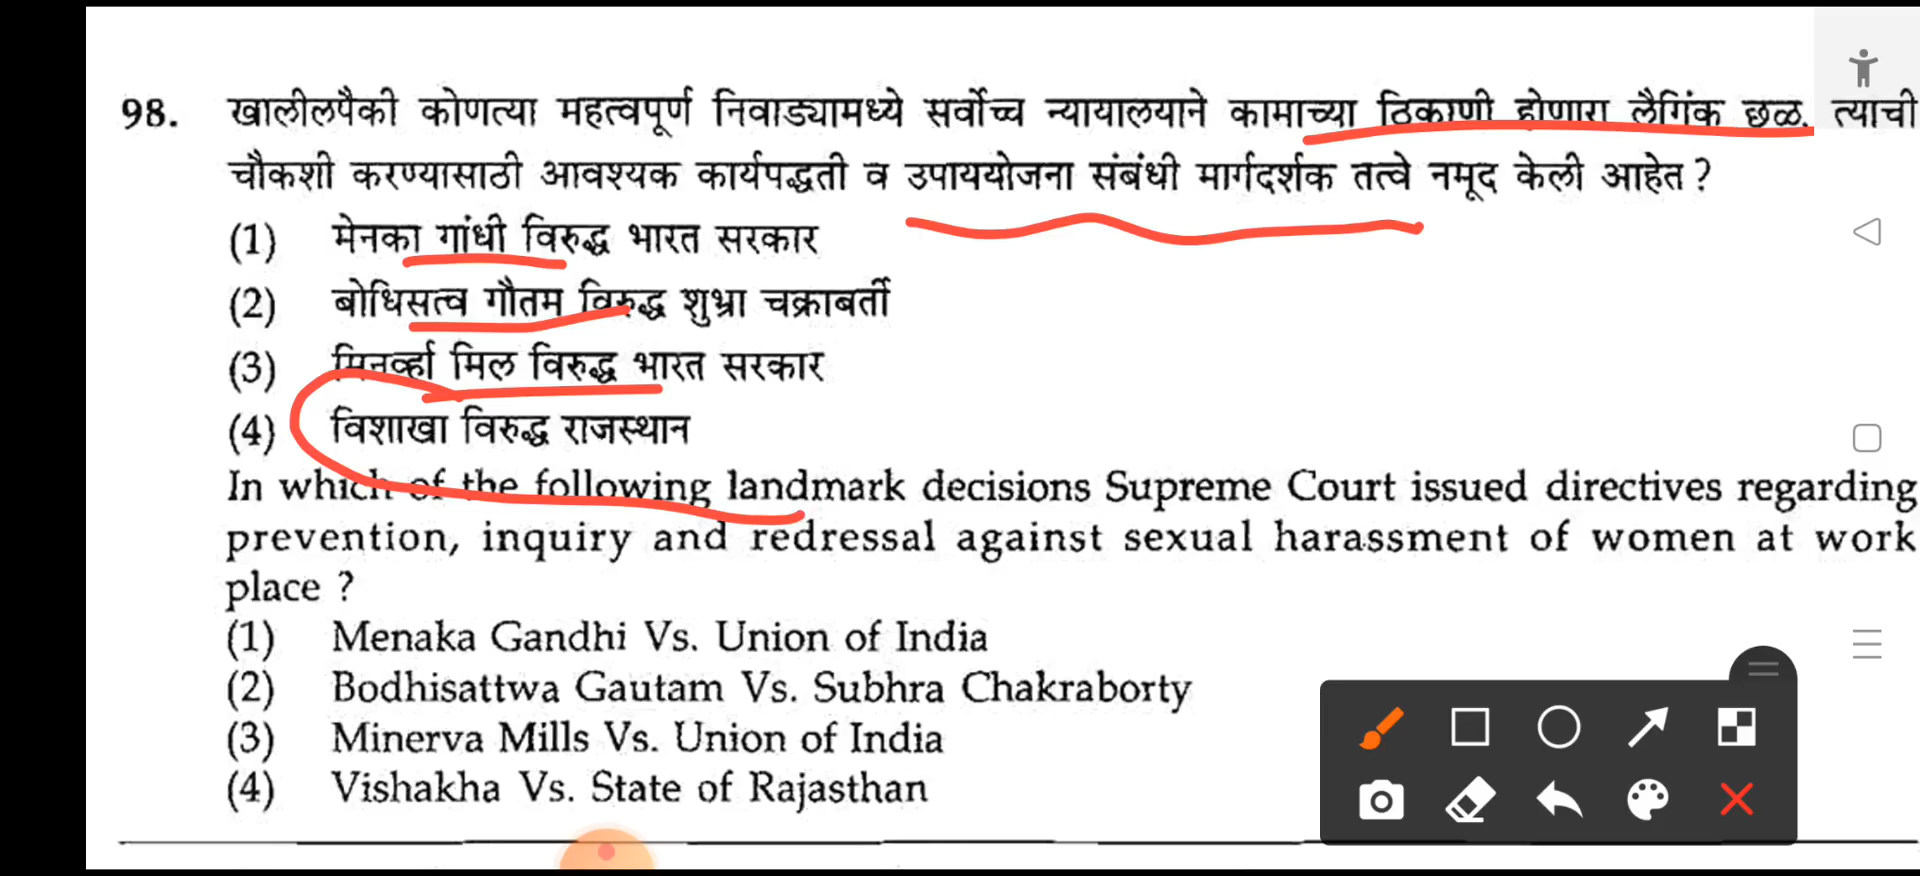 98. खालीलपैकी कोणत्या महत्वपूर्ण निवाड्यामध्ये सर्वोच्च न्यायालयाने कामाच्या ठिकाणी होणारा लैगिंक छळ. त्याची
चौकशी करण्यासाठी आवश्यक कार्यपद्धती व उपाययोजना संबंधी मार्गदर्शक तत्वे नमूद केली आहेत ?
(1) मेनका गांधी विरुद्ध भारत सरकार
(2) बोधिसत्व गौतम विरुद्ध शुभ्रा चक्राबर्ती
(3) मिनर्व्हा मिल विरुद्ध भारत सरकार
(4) विशाखा विरुद्ध राजस्थान
In which of the following landmark decisions Supreme Court issued directives regarding
prevention, inquiry and redressal against sexual harassment of women at work
place ?
(1) Menaka Gandhi Vs. Union of India
(2) Bodhisattwa Gautam Vs. Subhra Chakraborty
(3) Minerva Mills Vs. Union of India
(4) Vishakha Vs. State of Rajasthan